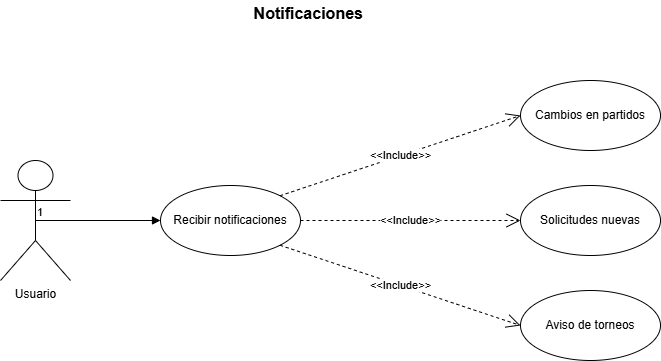 Notificaciones
Cambios en partidos
<<Include>>
1
Recibir notificaciones
<<Include>>
Solicitudes nuevas
<<Include>>
Usuario
Aviso de torneos